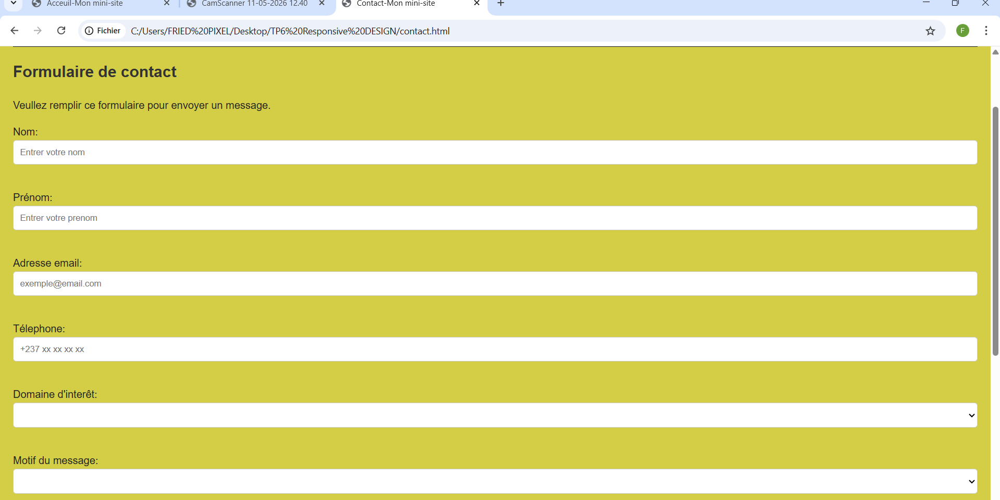 Acceuil-Mon mini-site
CamScanner 11-05-2026 12.40
Contact-Mon mini-site
Fichier
C:/Users/FRIED%20PIXEL/Desktop/TP6%20Responsive%20DESIGN/contact.html
F
Formulaire de contact
Veullez remplir ce formulaire pour envoyer un message.
Nom:
Entrer votre nom
Prénom:
Entrer votre prenom
Adresse email:
exemple@email.com
Télephone:
+237 xx xx xx xx
Domaine d'interêt:
Motif du message: